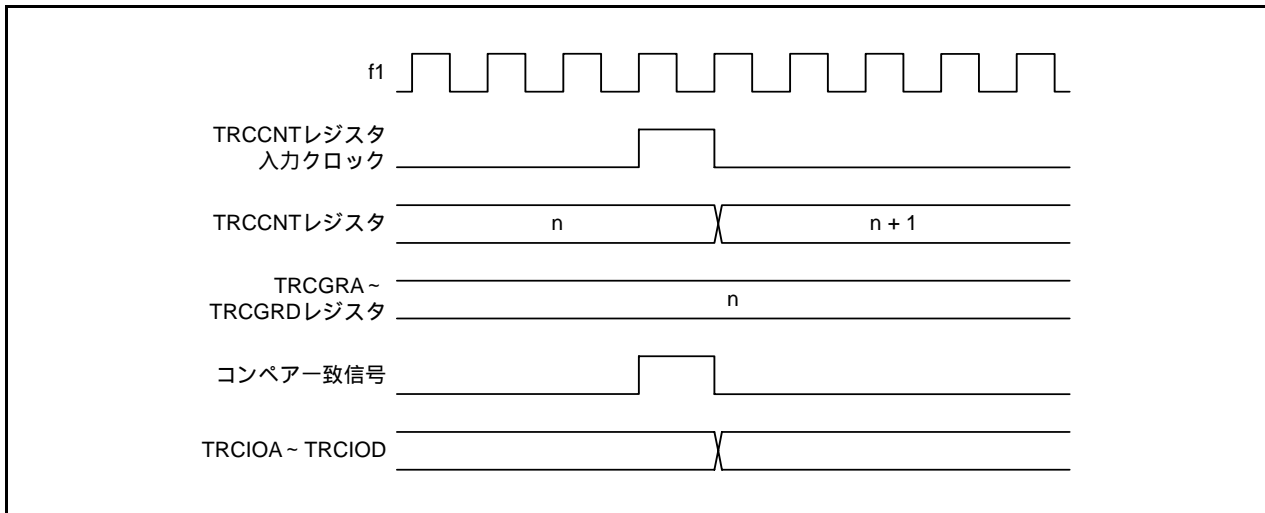 f1
TRCCNTレジスタ
入力クロック
TRCCNTレジスタ
n
n + 1
TRCGRA~
TRCGRDレジスタ
n
コンペア一致信号
TRCIOA~TRCIOD